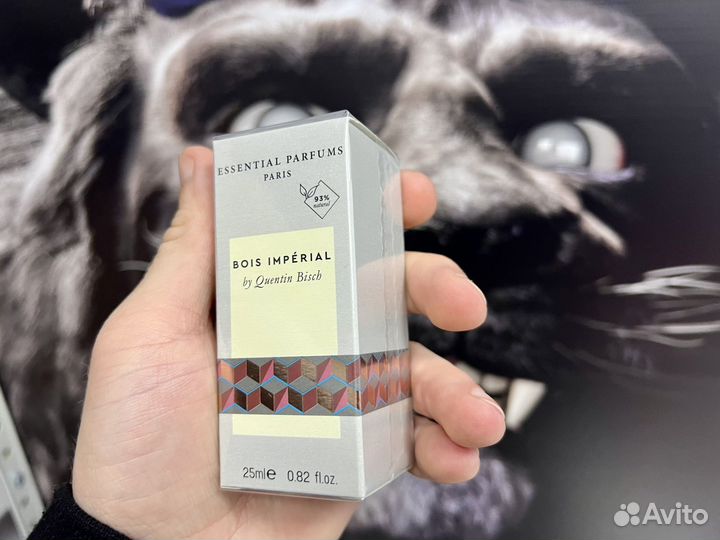 ESSENTIAL PARFUMS
PARIS
93%
natural
BOIS IMPÉRIAL
by Quentin Bisch
25ml℮ 0.82 fl.oz.
Avito